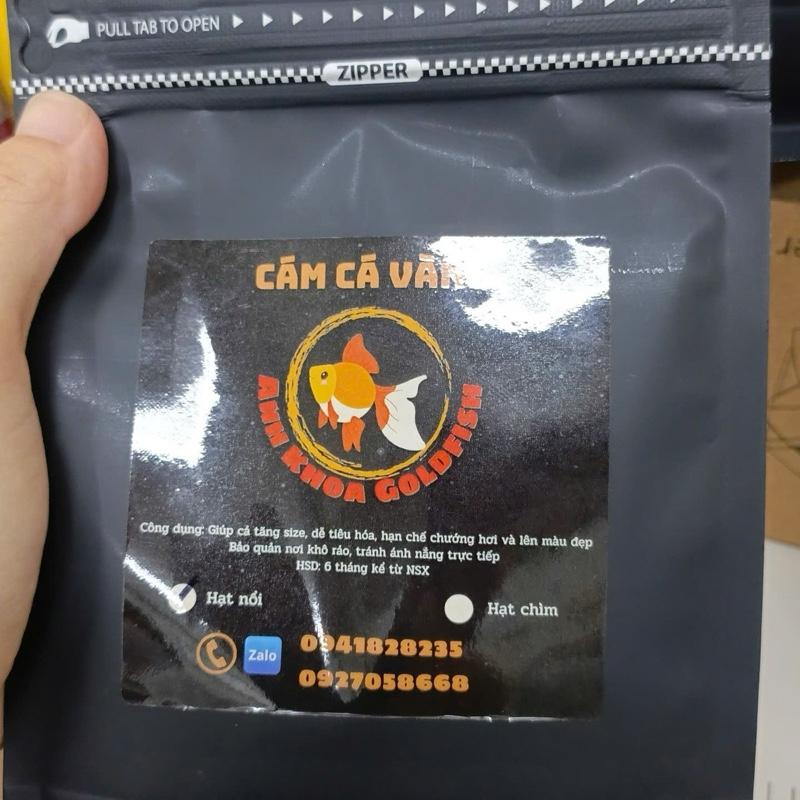 PULL TAB TO OPEN
ZIPPER
CÁM CÁ
ANH KHOA GOLDFISH
Công dụng: Giúp cá tăng size, dễ tiêu hóa, hạn chế chướng hơi và lên màu đẹp
Bảo quản nơi khô ráo, tránh ánh nắng trực tiếp
HSD: 6 tháng kể từ NSX
Hạt nổi
Hạt chìm
Zalo
0941828235
0927058668